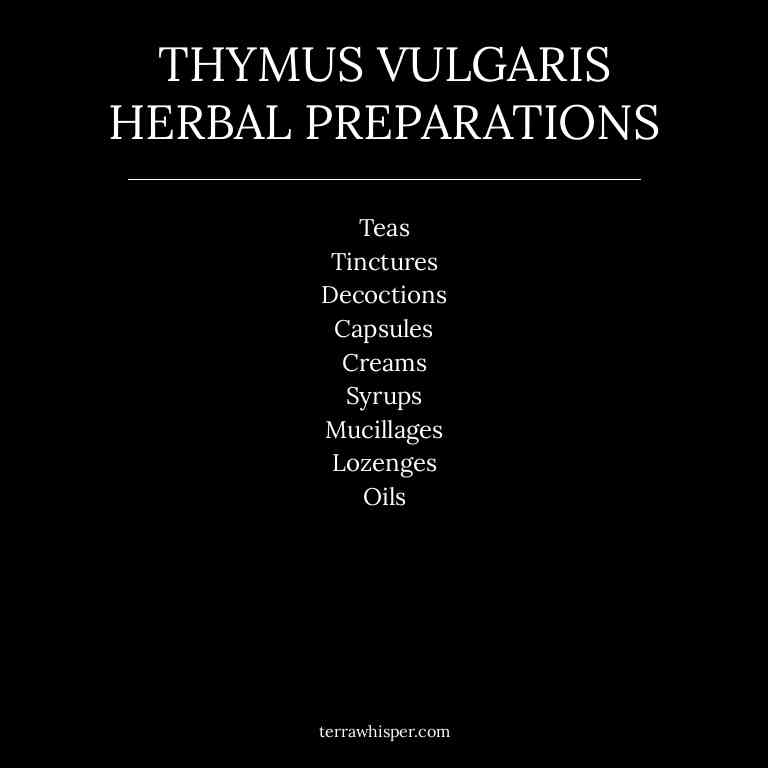 THYMUS VULGARIS
HERBAL PREPARATIONS
Teas
Tinctures
Decoctions
Capsules
Creams
Syrups
Mucillages
Lozenges
Oils
terrawhisper.com